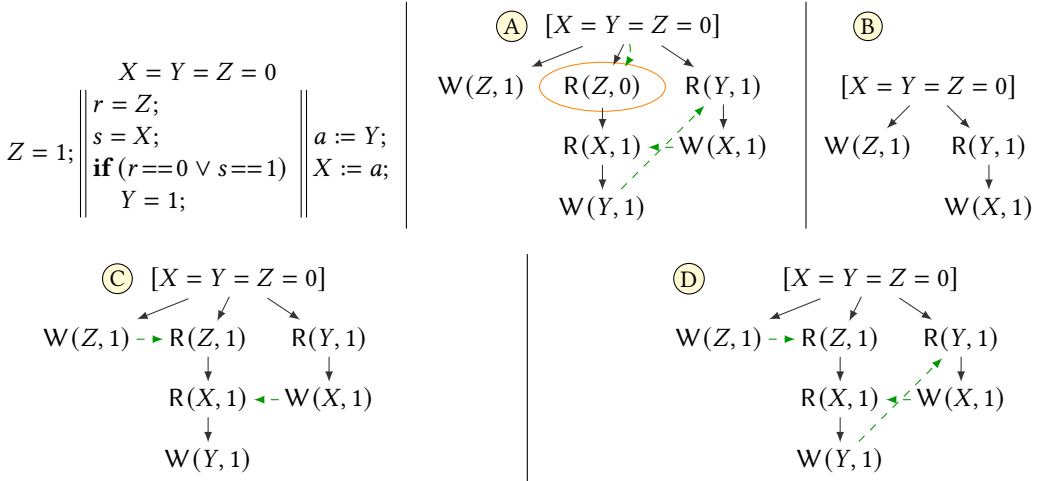 X = Y = Z = 0
Z = 1;
r = Z;
s = X;
if (r==0 ∨ s==1)
Y = 1;
a := Y;
X := a;
A [X = Y = Z = 0]
W(Z, 1) R(Z, 0) R(Y, 1)
R(X, 1) W(X, 1)
W(Y, 1)
B
[X = Y = Z = 0]
W(Z, 1) R(Y, 1)
W(X, 1)
C [X = Y = Z = 0]
W(Z, 1) R(Z, 1) R(Y, 1)
R(X, 1) W(X, 1)
W(Y, 1)
D [X = Y = Z = 0]
W(Z, 1) R(Z, 1) R(Y, 1)
R(X, 1) W(X, 1)
W(Y, 1)